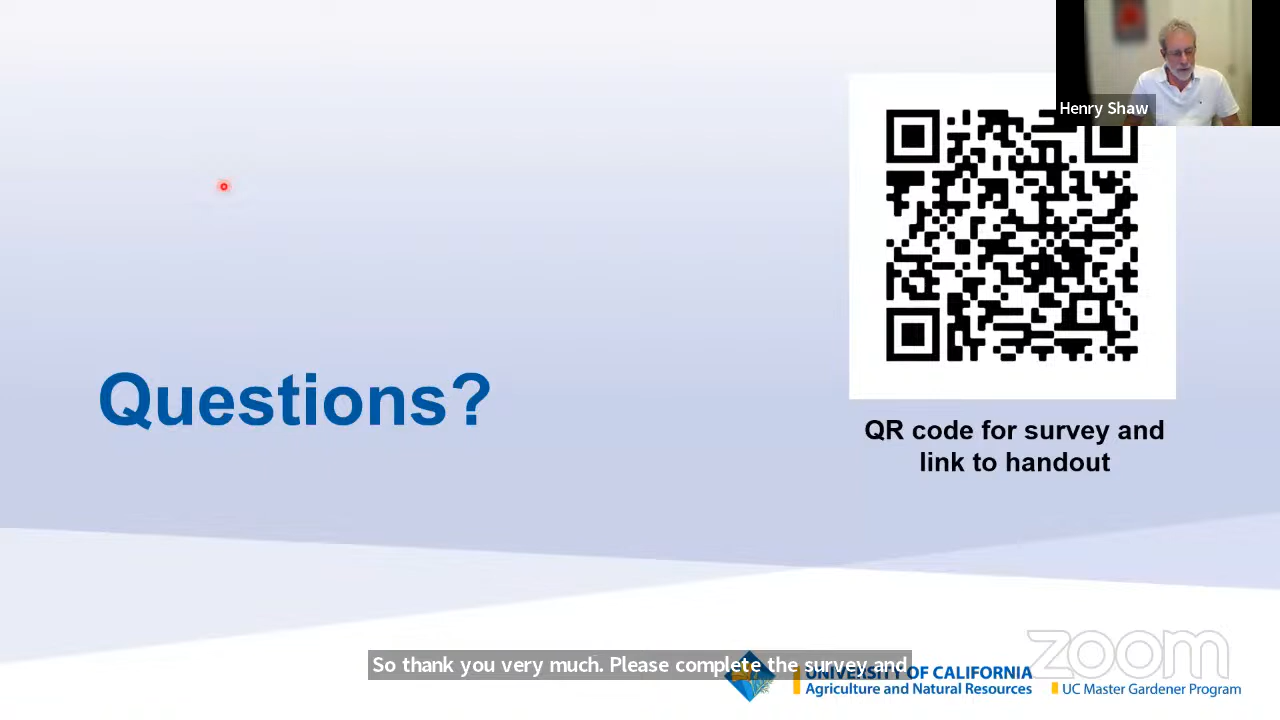 Henry Shaw
QR code for survey and
link to handout
Questions?
So thank you very much. Please complete the survey and
UNIVERSITY OF CALIFORNIA
Agriculture and Natural Resources
UC Master Gardener Program
zoom